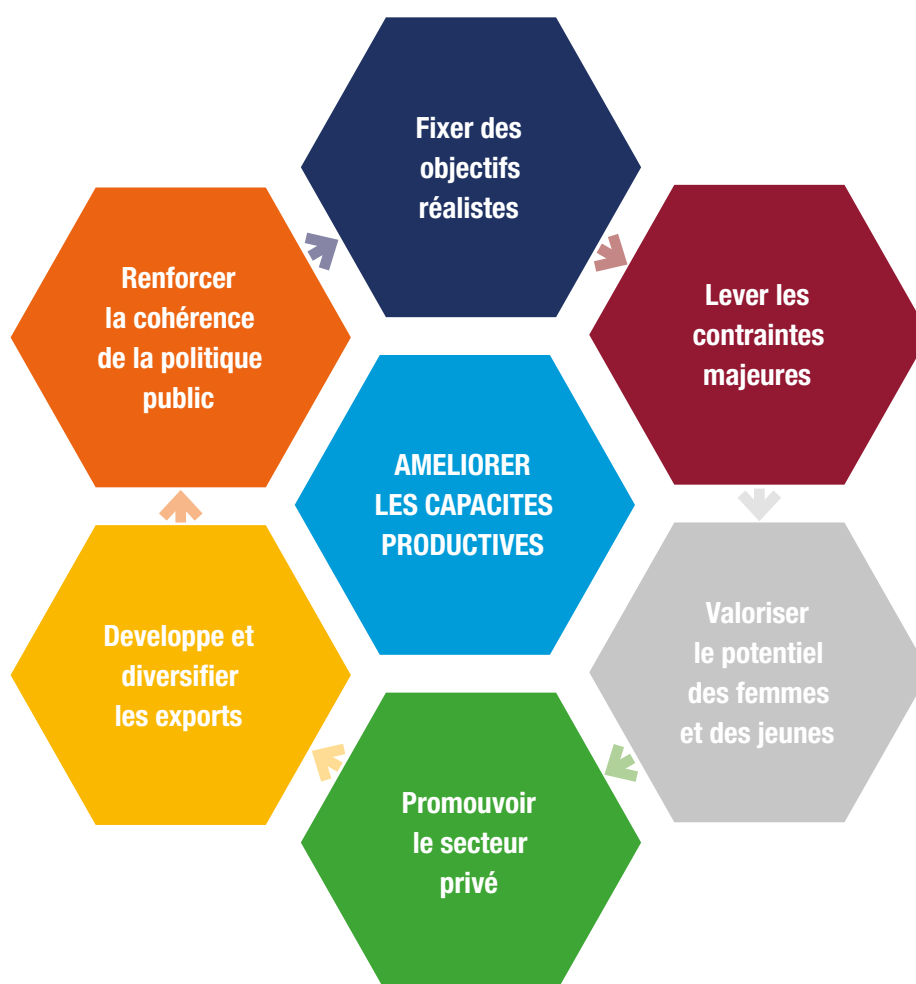 Fixer des
objectifs
réalistes
Lever les
contraintes
majeures
Valoriser
le potentiel
des femmes
et des jeunes
Promouvoir
le secteur
privé
Developpe et
diversifier
les exports
Renforcer
la cohérence
de la politique
public
AMELIORER
LES CAPACITES
PRODUCTIVES